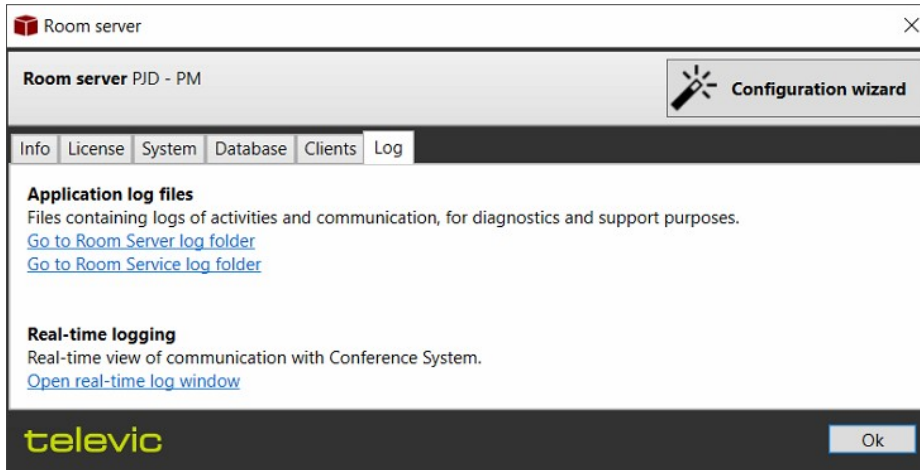 Room server
Room server PJD - PM
Configuration wizard
Info License System Database Clients Log
Application log files
Files containing logs of activities and communication, for diagnostics and support purposes.
Go to Room Server log folder
Go to Room Service log folder
Real-time logging
Real-time view of communication with Conference System.
Open real-time log window
televic
Ok